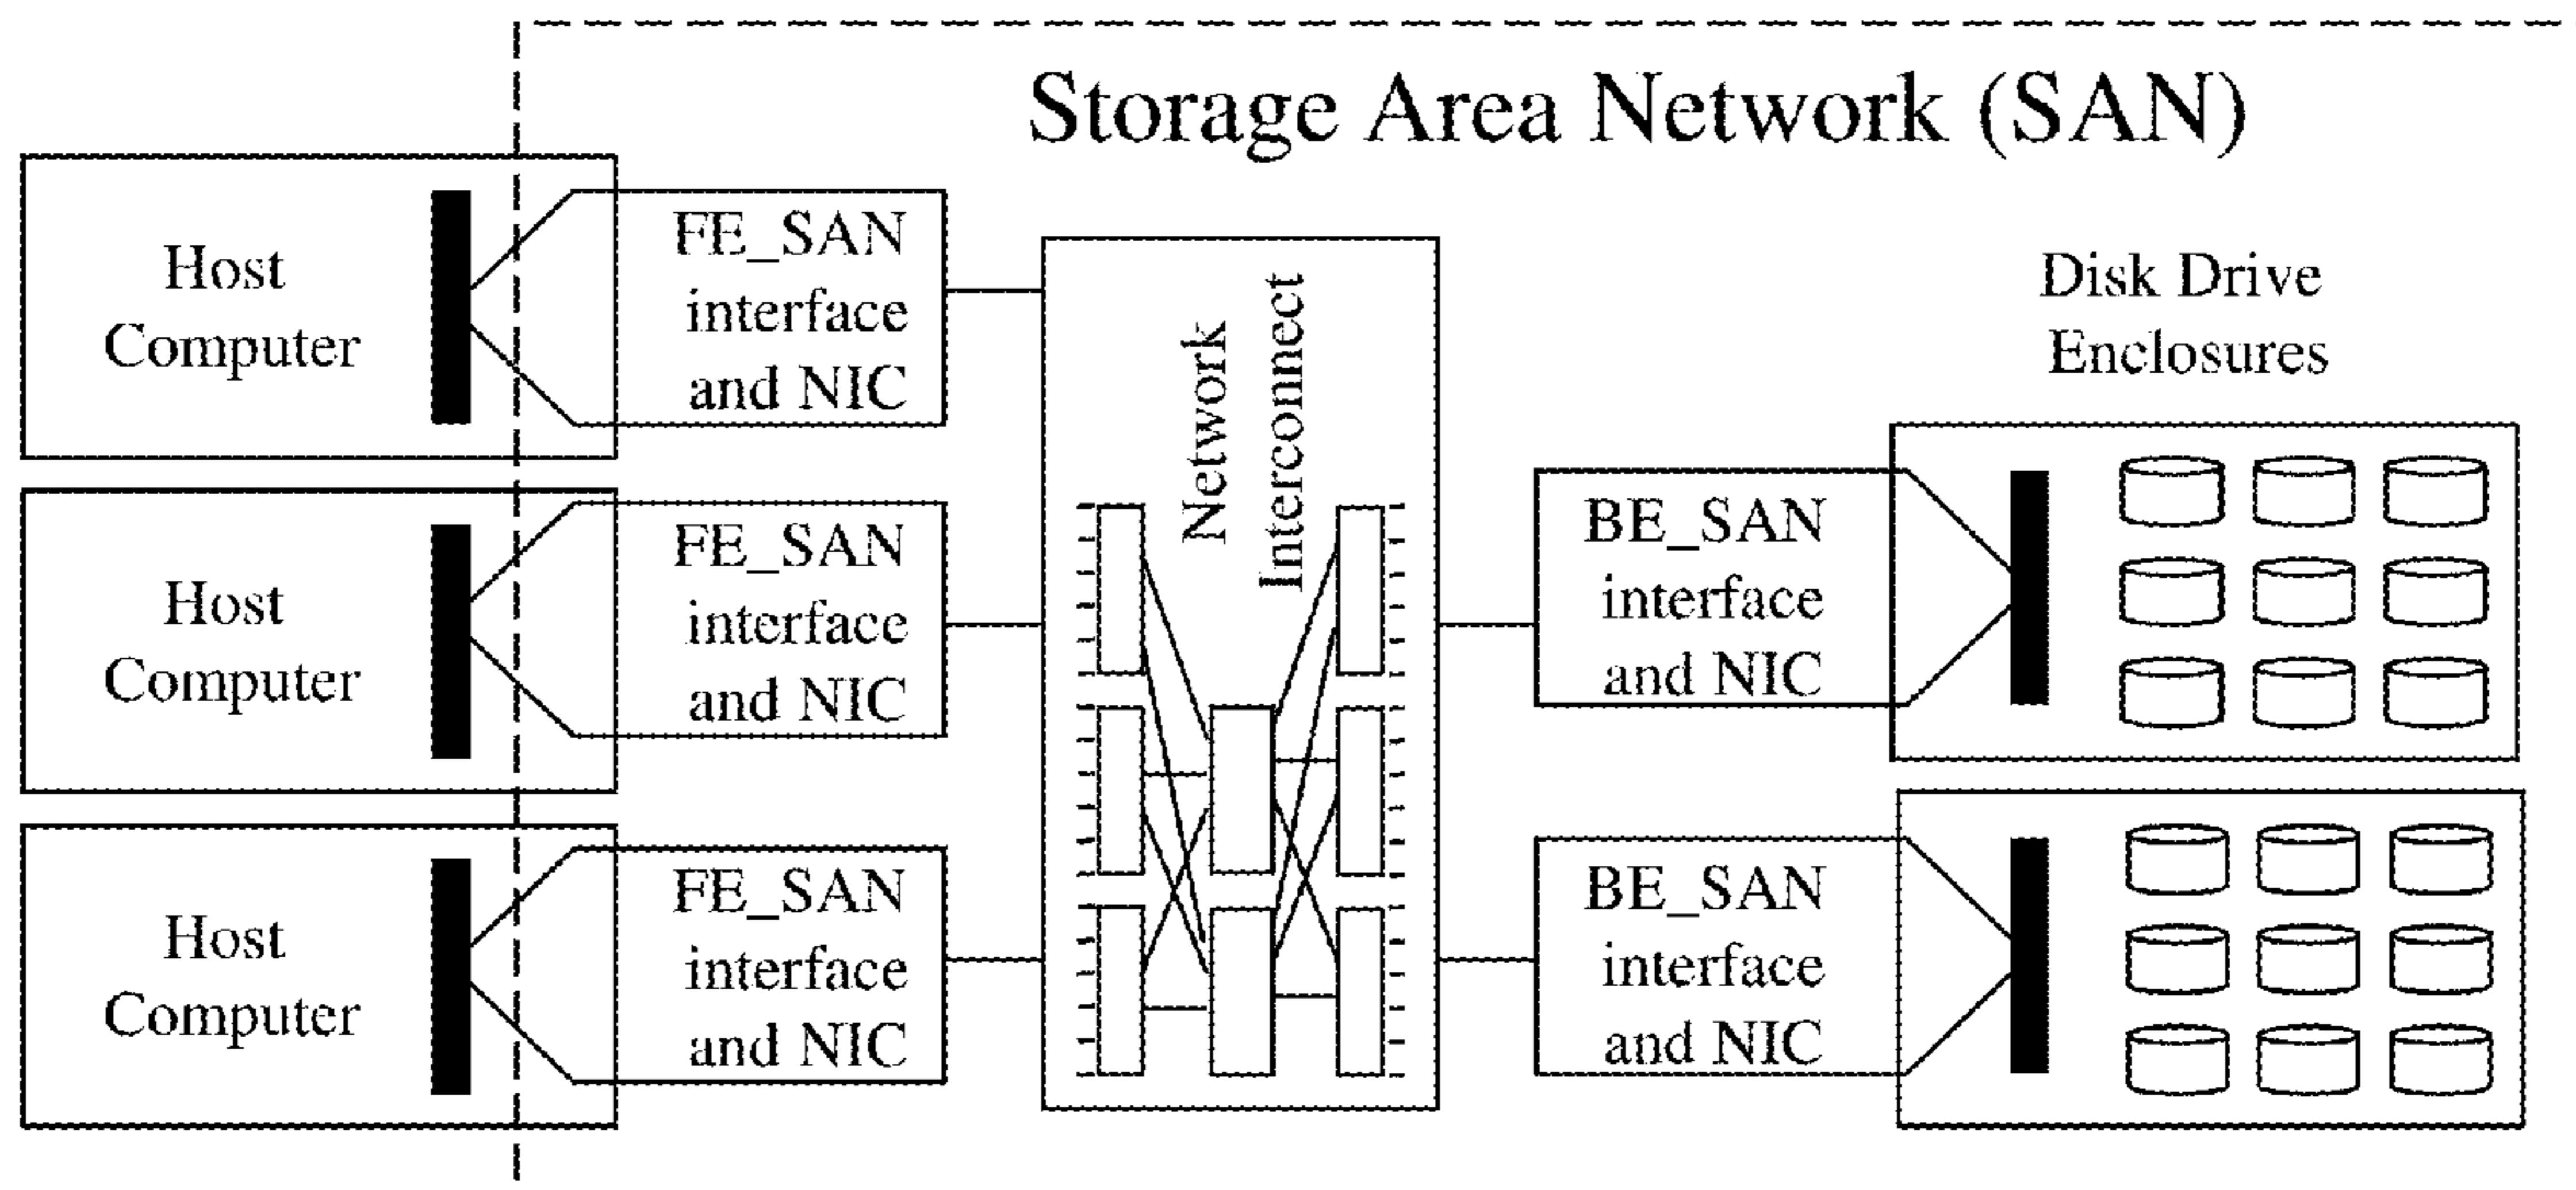 Storage Area Network (SAN)
Host
Computer
FE_SAN
interface
and NIC
Host
Computer
FE_SAN
interface
and NIC
Host
Computer
FE_SAN
interface
and NIC
Network
Interconnect
BE_SAN
interface
and NIC
BE_SAN
interface
and NIC
Disk Drive
Enclosures